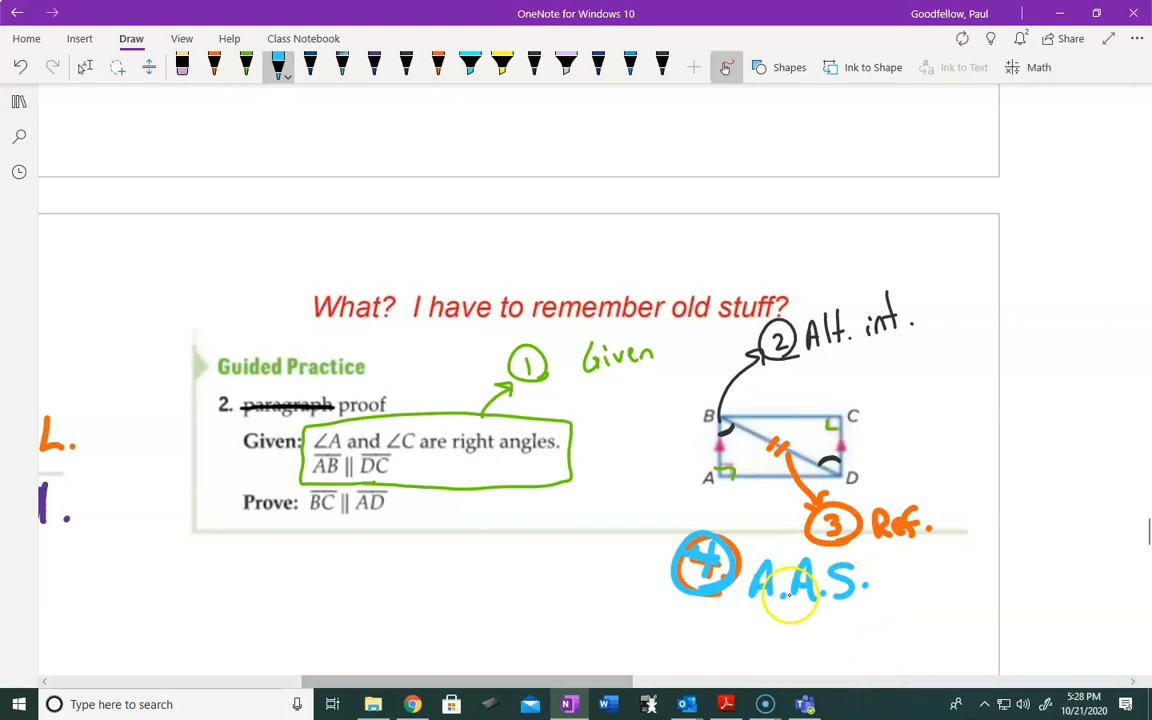 OneNote for Windows 10
Goodfellow, Paul
Home Insert Draw View Help Class Notebook
Share
Shapes Ink to Shape Ink to Text Math
What? I have to remember old stuff?
2 Alt. int.
1 Given
Guided Practice
2. paragraph proof
Given: ∠A and ∠C are right angles.
AB || DC
Prove: BC || AD
B C
A D
L.
1.
3 Ref.
4. A.A.S.
Type here to search
5:28 PM
10/21/2020